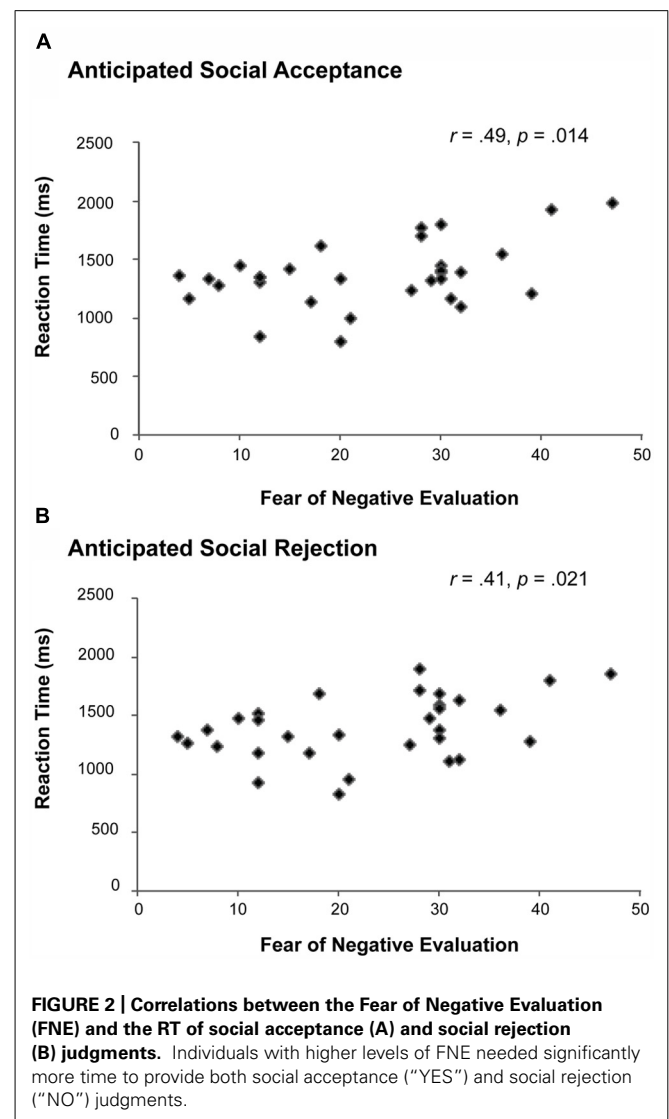 A
Anticipated Social Acceptance
r = .49, p = .014
2500
2000
1500
1000
500
0
Reaction Time (ms)
0 10 20 30 40 50
Fear of Negative Evaluation
B
Anticipated Social Rejection
r = .41, p = .021
2500
2000
1500
1000
500
0
Reaction Time (ms)
0 10 20 30 40 50
Fear of Negative Evaluation
FIGURE 2 | Correlations between the Fear of Negative Evaluation
(FNE) and the RT of social acceptance (A) and social rejection
(B) judgments. Individuals with higher levels of FNE needed significantly
more time to provide both social acceptance (“YES”) and social rejection
(“NO”) judgments.